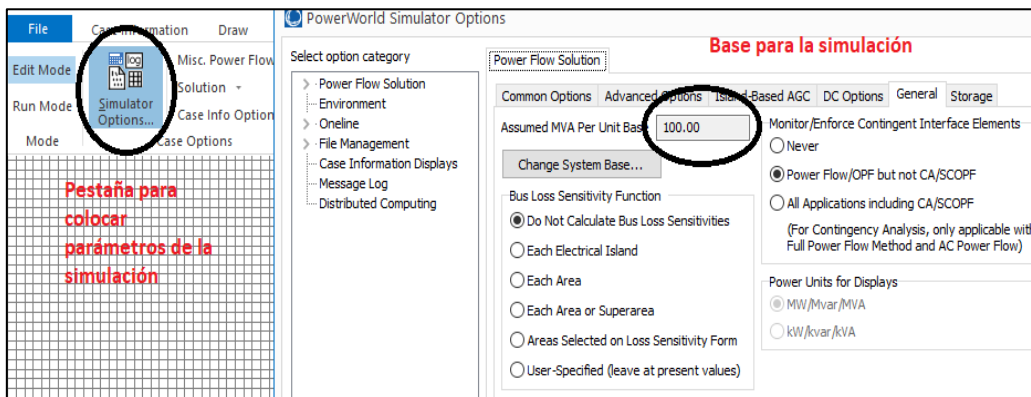 File
Case Information
Draw
Edit Mode
Run Mode
Mode
Simulator
Options...
Misc. Power Flow
Solution
Case Info Option
Case Options
Pestaña para
colocar
parámetros de la
simulación
PowerWorld Simulator Options
Select option category
Power Flow Solution
Environment
Oneline
File Management
Case Information Displays
Message Log
Distributed Computing
Base para la simulación
Power Flow Solution
Common Options Advanced Options Island-Based AGC DC Options General Storage
Assumed MVA Per Unit Base 100.00
Change System Base...
Bus Loss Sensitivity Function
Do Not Calculate Bus Loss Sensitivities
Each Electrical Island
Each Area
Each Area or Superarea
Areas Selected on Loss Sensitivity Form
User-Specified (leave at present values)
Monitor/Enforce Contingent Interface Elements
Never
Power Flow/OPF but not CA/SCOPF
All Applications including CA/SCOPF
(For Contingency Analysis, only applicable with
Full Power Flow Method and AC Power Flow)
Power Units for Displays
MW/Mvar/MVA
kW/kvar/kVA